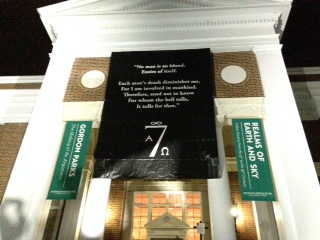 "No man is an island,
Entire of itself.
Each man's death diminishes me,
For I am involved in mankind.
Therefore, send not to know
For whom the bell tolls,
It tolls for thee."
∞
A 7 Ω
GORDON PARKS
REALMS OF
EARTH AND SKY